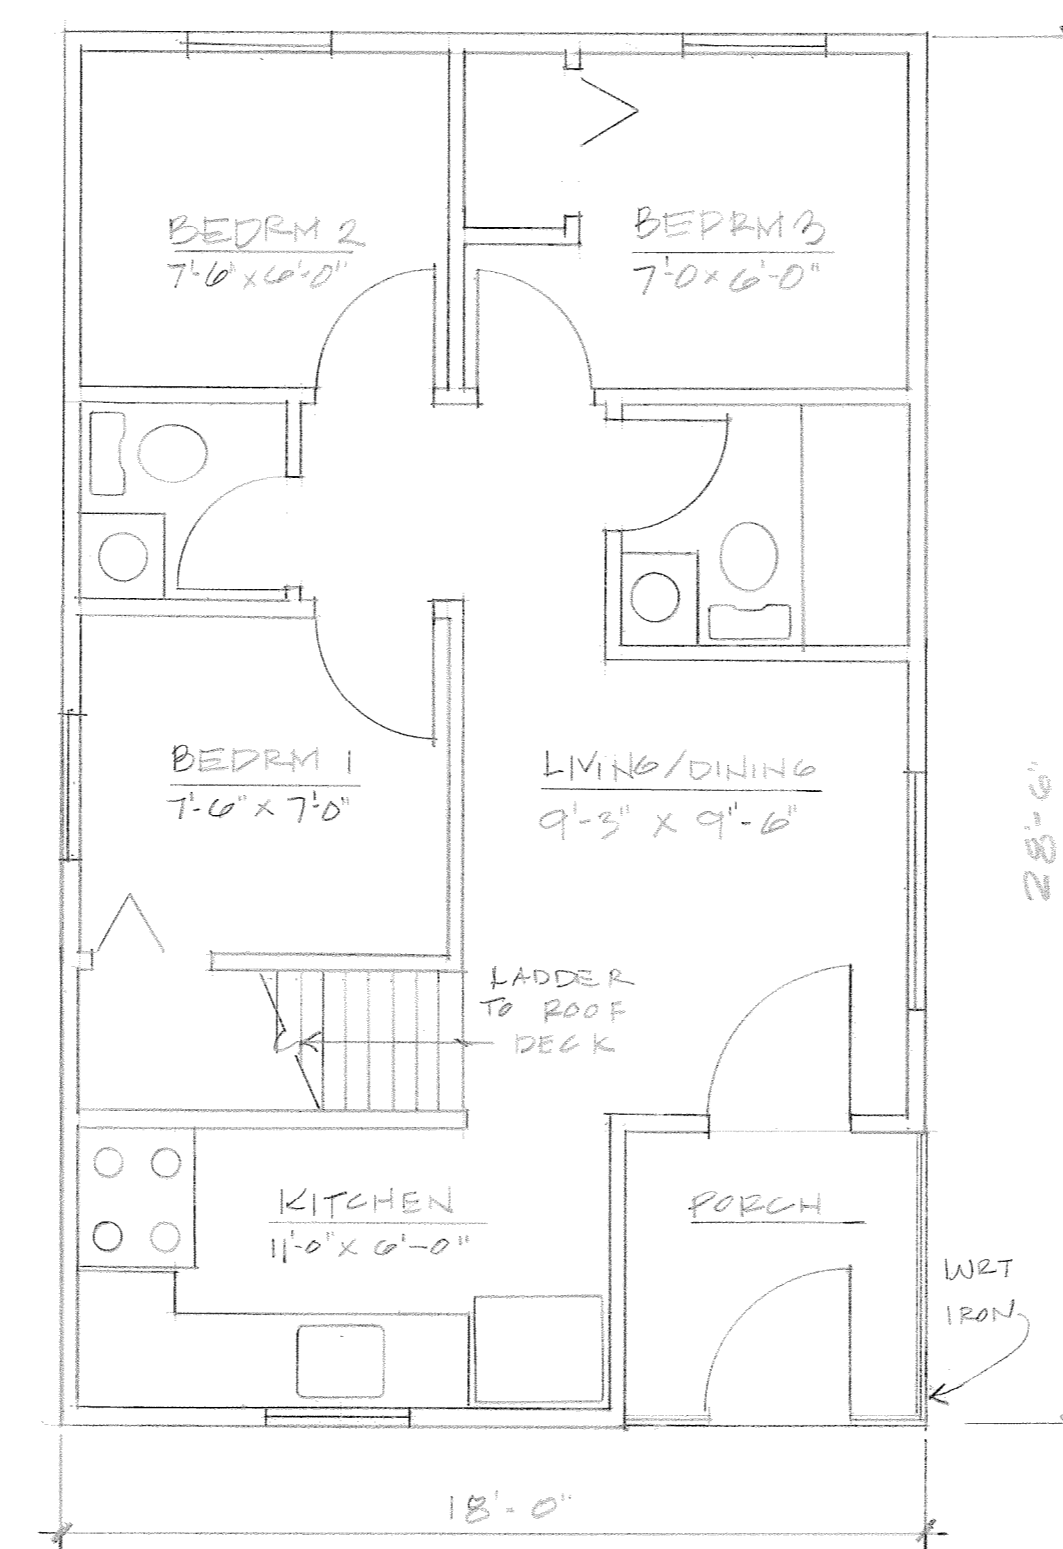 BEDRM 2
7'-6" x 6'-0"
BEDRM 3
7'-0 x 6'-0"
BEDRM 1
7'-6" x 7'-0"
LIVING/DINING
9'-3" x 9'-6"
28'-6"
LADDER
TO ROOF
DECK
KITCHEN
11'-0" x 6'-0"
PORCH
WRT
IRON
18'-0"